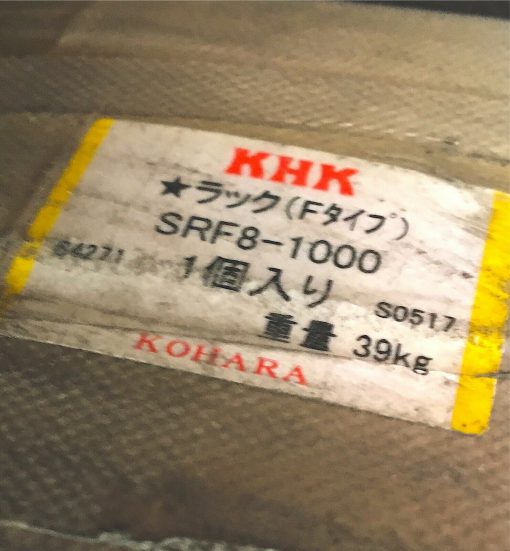 KHK
★ラック(Fタイプ)
SRF8-1000
64271 1個入り S0517
重量 39kg
KOHARA